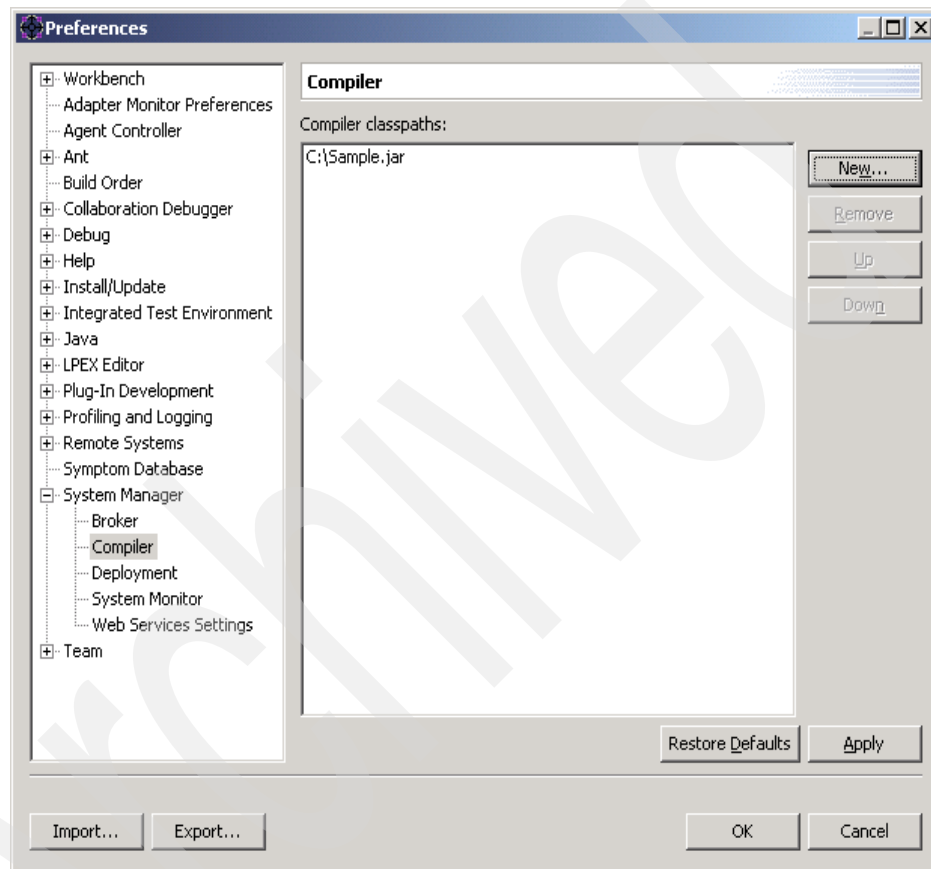 Preferences
Workbench
Adapter Monitor Preferences
Agent Controller
Ant
Build Order
Collaboration Debugger
Debug
Help
Install/Update
Integrated Test Environment
Java
LPEX Editor
Plug-In Development
Profiling and Logging
Remote Systems
Symptom Database
System Manager
Broker
Compiler
Deployment
System Monitor
Web Services Settings
Team
Compiler
Compiler classpaths:
C:\Sample.jar
New...
Remove
Up
Down
Restore Defaults
Apply
Import...
Export...
OK
Cancel